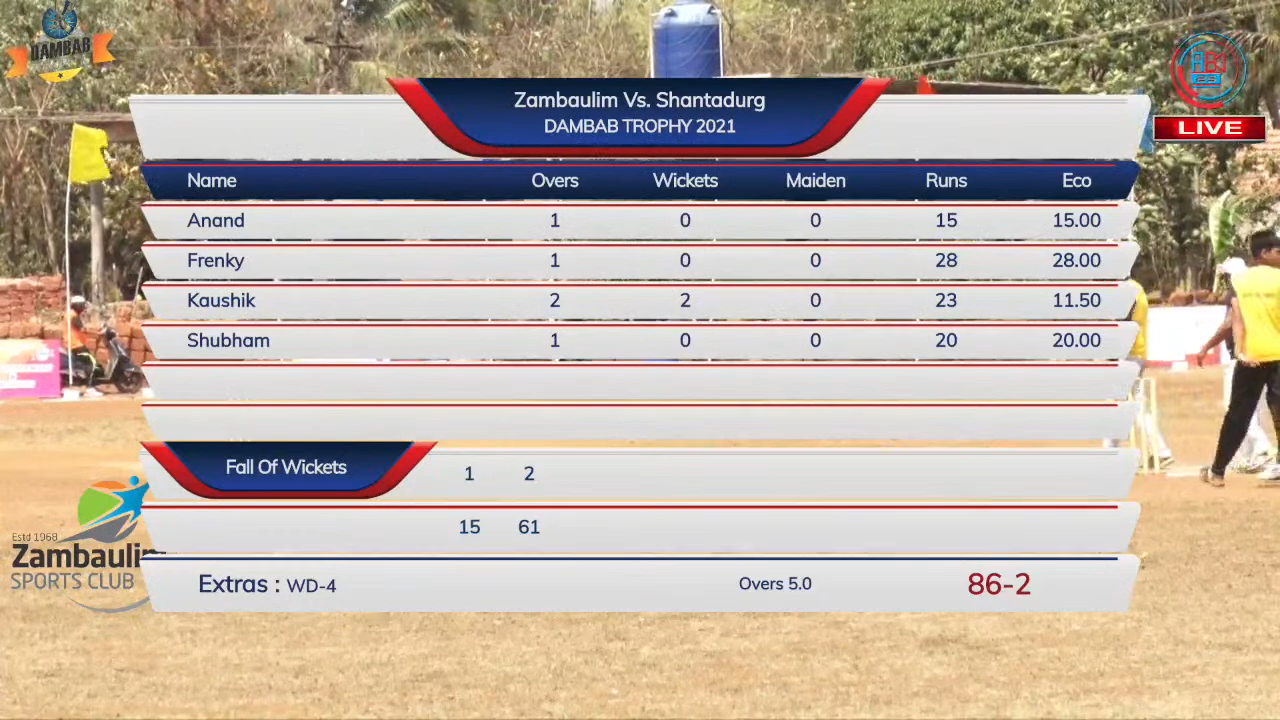 DAMBAB
LIVE
Zambaulim Vs. Shantadurg
DAMBAB TROPHY 2021
Name Overs Wickets Maiden Runs Eco
Anand 1 0 0 15 15.00
Frenky 1 0 0 28 28.00
Kaushik 2 2 0 23 11.50
Shubham 1 0 0 20 20.00
Fall Of Wickets 1 2
15 61
Extras : WD-4 Overs 5.0 86-2
Estd 1968
Zambaulim
SPORTS CLUB